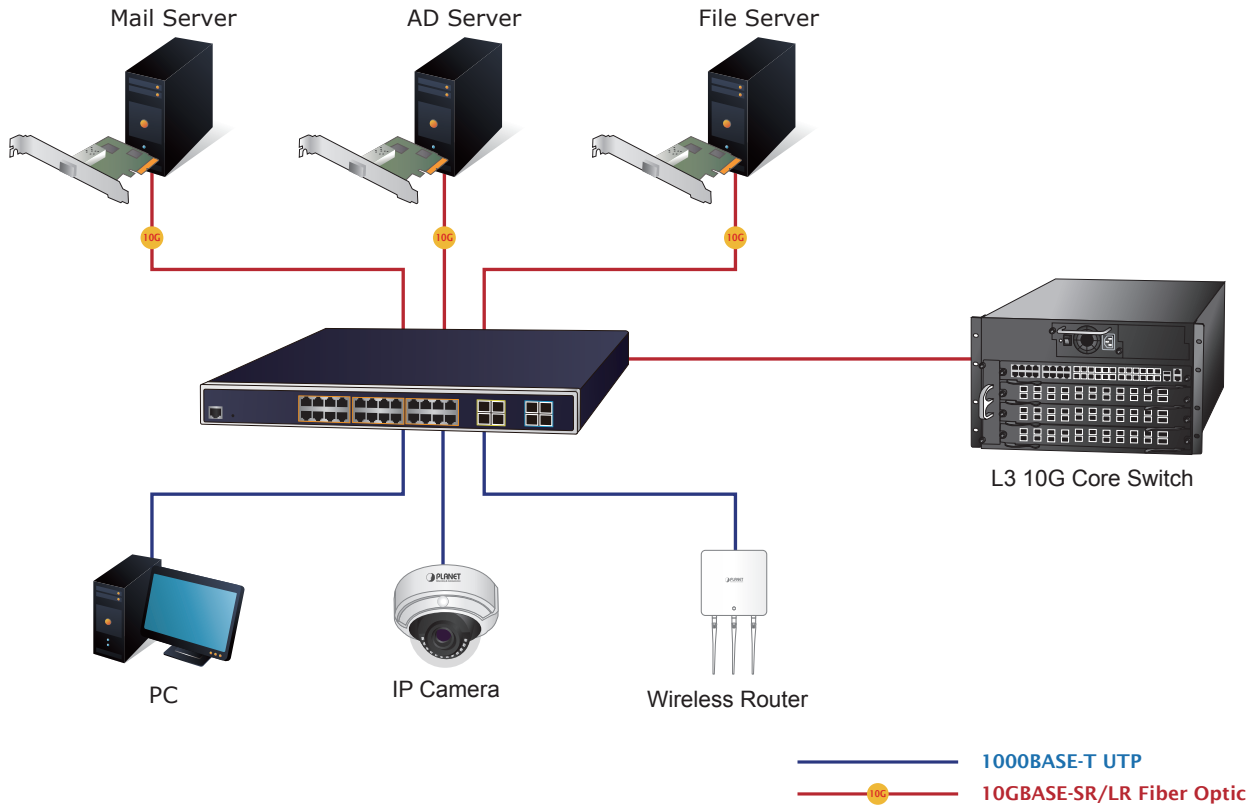 Mail Server
AD Server
File Server
10G
10G
10G
L3 10G Core Switch
PLANET
PLANET
PC
IP Camera
Wireless Router
1000BASE-T UTP
10G
10GBASE-SR/LR Fiber Optic